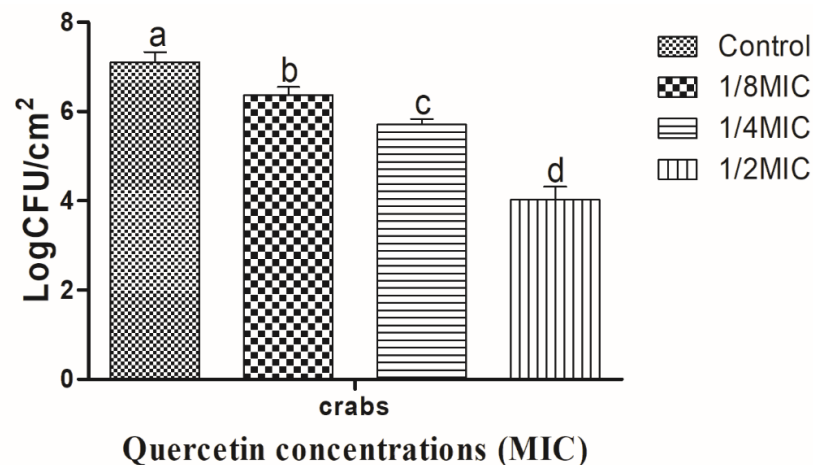 LogCFU/cm²
8
6
4
2
0
a
b
c
d
crabs
Quercetin concentrations (MIC)
Control
1/8MIC
1/4MIC
1/2MIC